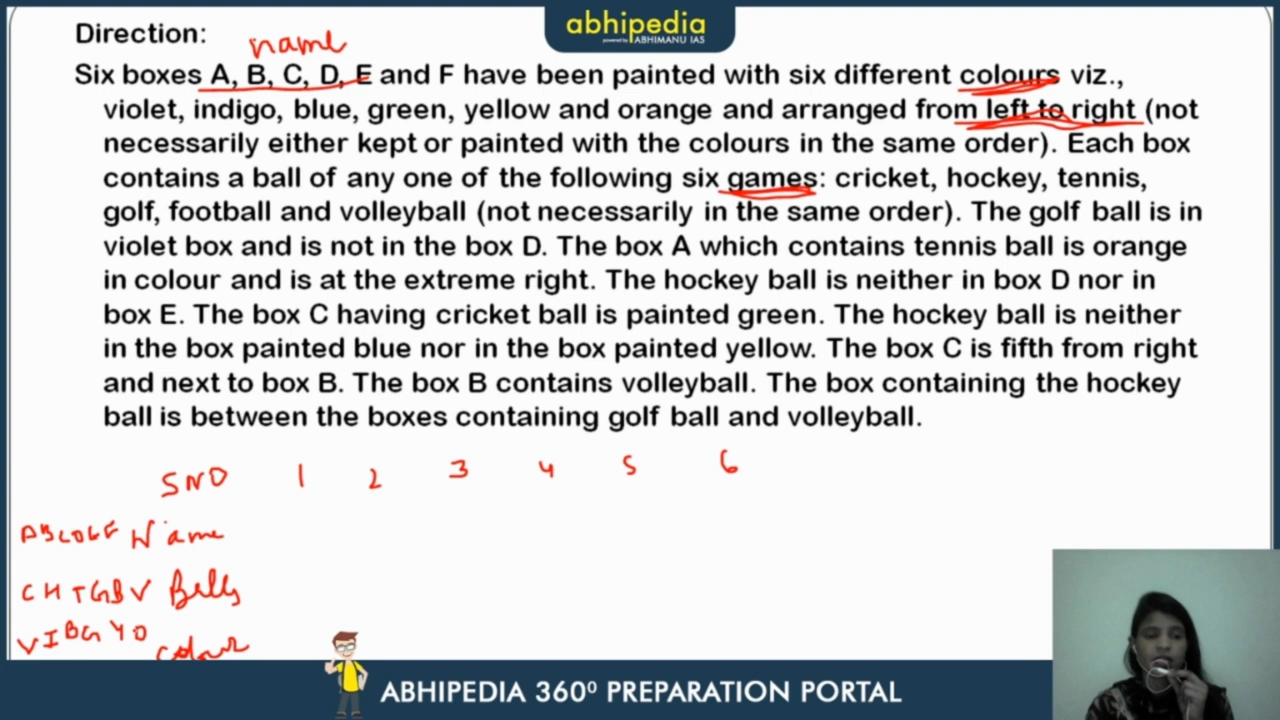 abhipedia
powered by ABHIMANU IAS
Direction:
name
Six boxes A, B, C, D, E and F have been painted with six different colours viz.,
violet, indigo, blue, green, yellow and orange and arranged from left to right (not
necessarily either kept or painted with the colours in the same order). Each box
contains a ball of any one of the following six games: cricket, hockey, tennis,
golf, football and volleyball (not necessarily in the same order). The golf ball is in
violet box and is not in the box D. The box A which contains tennis ball is orange
in colour and is at the extreme right. The hockey ball is neither in box D nor in
box E. The box C having cricket ball is painted green. The hockey ball is neither
in the box painted blue nor in the box painted yellow. The box C is fifth from right
and next to box B. The box B contains volleyball. The box containing the hockey
ball is between the boxes containing golf ball and volleyball.
SNO 1 2 3 4 5 6
Name
C H T G B V Balls
V I B G Y O Colour
ABHIPEDIA 360⁰ PREPARATION PORTAL